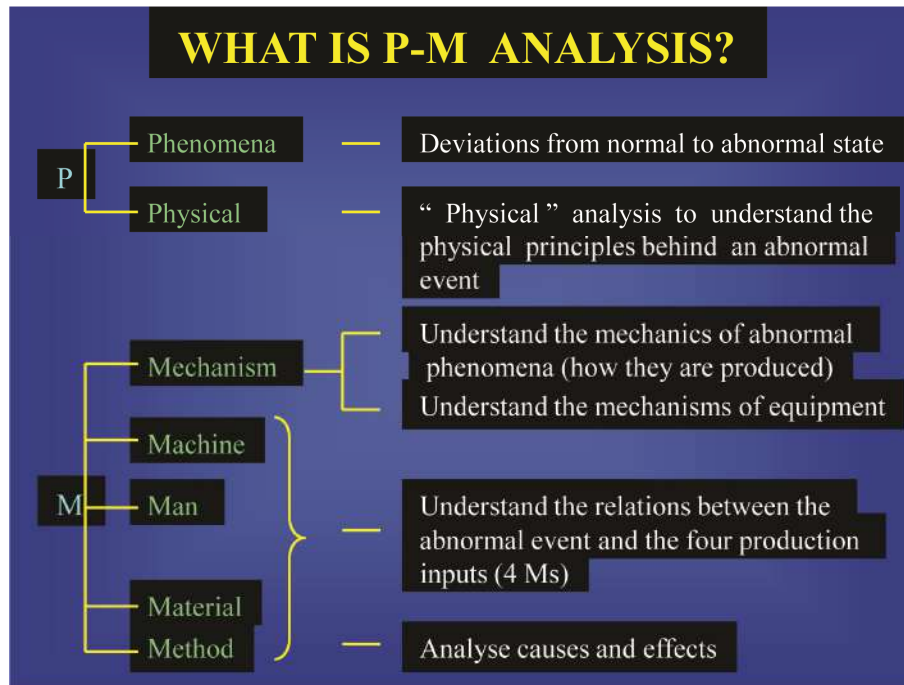 WHAT IS P-M ANALYSIS?
P
Phenomena — Deviations from normal to abnormal state
Physical — “ Physical ” analysis to understand the
physical principles behind an abnormal
event
M
Mechanism
Understand the mechanics of abnormal
phenomena (how they are produced)
Understand the mechanisms of equipment
Machine
Man
Material
Understand the relations between the
abnormal event and the four production
inputs (4 Ms)
Method — Analyse causes and effects